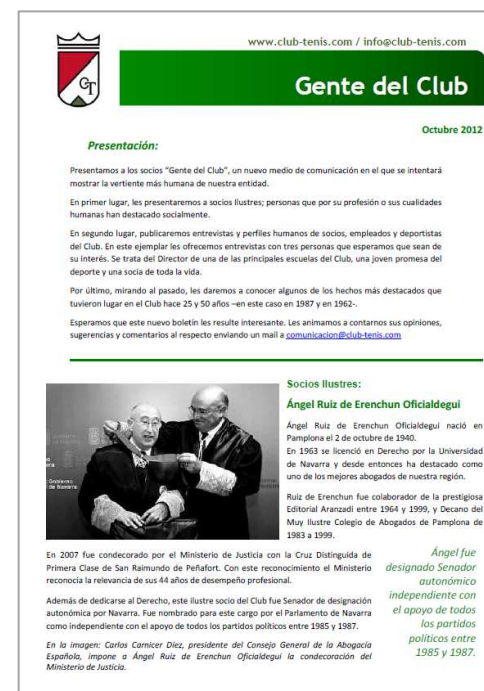 www.club-tenis.com / info@club-tenis.com
GT
Gente del Club
Octubre 2012
Presentación:
Presentamos a los socios "Gente del Club", un nuevo medio de comunicación en el que se intentará
mostrar la vertiente más humana de nuestra entidad.
En primer lugar, les presentaremos a socios Ilustres; personas que por su profesión o sus cualidades
humanas han destacado socialmente.
En segundo lugar, publicaremos entrevistas y perfiles humanos de socios, empleados y deportistas
del Club. En este ejemplar les ofrecemos entrevistas con tres personas que esperamos que sean de
su interés. Se trata del Director de una de las principales escuelas del Club, una joven promesa del
deporte y una socia de toda la vida.
Por último, mirando al pasado, les daremos a conocer algunos de los hechos más destacados que
tuvieron lugar en el Club hace 25 y 50 años –en este caso en 1987 y en 1962-.
Esperamos que este nuevo boletín les resulte interesante. Les animamos a contarnos sus opiniones,
sugerencias y comentarios al respecto enviando un mail a comunicacion@club-tenis.com
Socios Ilustres:
Ángel Ruiz de Erenchun Oficialdegui
Ángel Ruiz de Erenchun Oficialdegui nació en
Pamplona el 2 de octubre de 1940.
En 1963 se licenció en Derecho por la Universidad
de Navarra y desde entonces ha destacado como
uno de los mejores abogados de nuestra región.
Ruiz de Erenchun fue colaborador de la prestigiosa
Editorial Aranzadi entre 1964 y 1999, y Decano del
Muy Ilustre Colegio de Abogados de Pamplona de
1983 a 1999.
Gobierno
de Navarra
En 2007 fue condecorado por el Ministerio de Justicia con la Cruz Distinguida de
Primera Clase de San Raimundo de Peñafort. Con este reconocimiento el Ministerio
reconocía la relevancia de sus 44 años de desempeño profesional.
Además de dedicarse al Derecho, este ilustre socio del Club fue Senador de designación
autonómica por Navarra. Fue nombrado para este cargo por el Parlamento de Navarra
como independiente con el apoyo de todos los partidos políticos entre 1985 y 1987.
En la imagen: Carlos Carnicer Díez, presidente del Consejo General de la Abogacía
Española, impone a Ángel Ruiz de Erenchun Oficialdegui la condecoración del
Ministerio de Justicia.
Ángel fue
designado Senador
autonómico
independiente con
el apoyo de todos
los partidos
políticos entre
1985 y 1987.